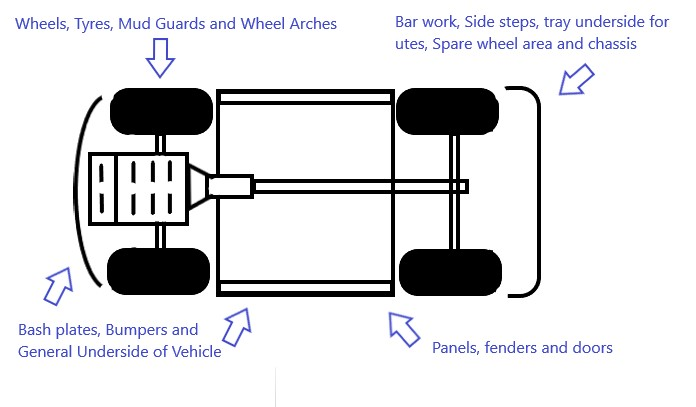 Wheels, Tyres, Mud Guards and Wheel Arches
Bar work, Side steps, tray underside for
utes, Spare wheel area and chassis
Bash plates, Bumpers and
General Underside of Vehicle
Panels, fenders and doors